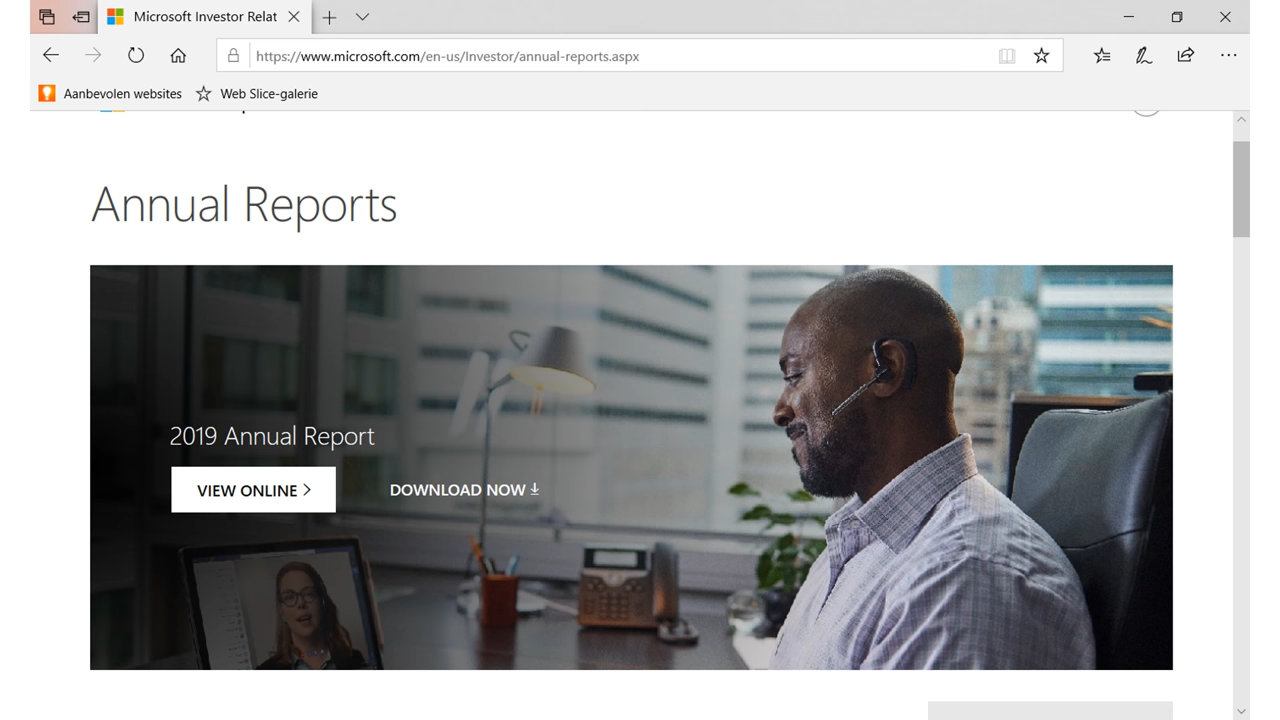 Microsoft Investor Relat
https://www.microsoft.com/en-us/Investor/annual-reports.aspx
Aanbevolen websites Web Slice-galerie
Annual Reports
2019 Annual Report
VIEW ONLINE
DOWNLOAD NOW